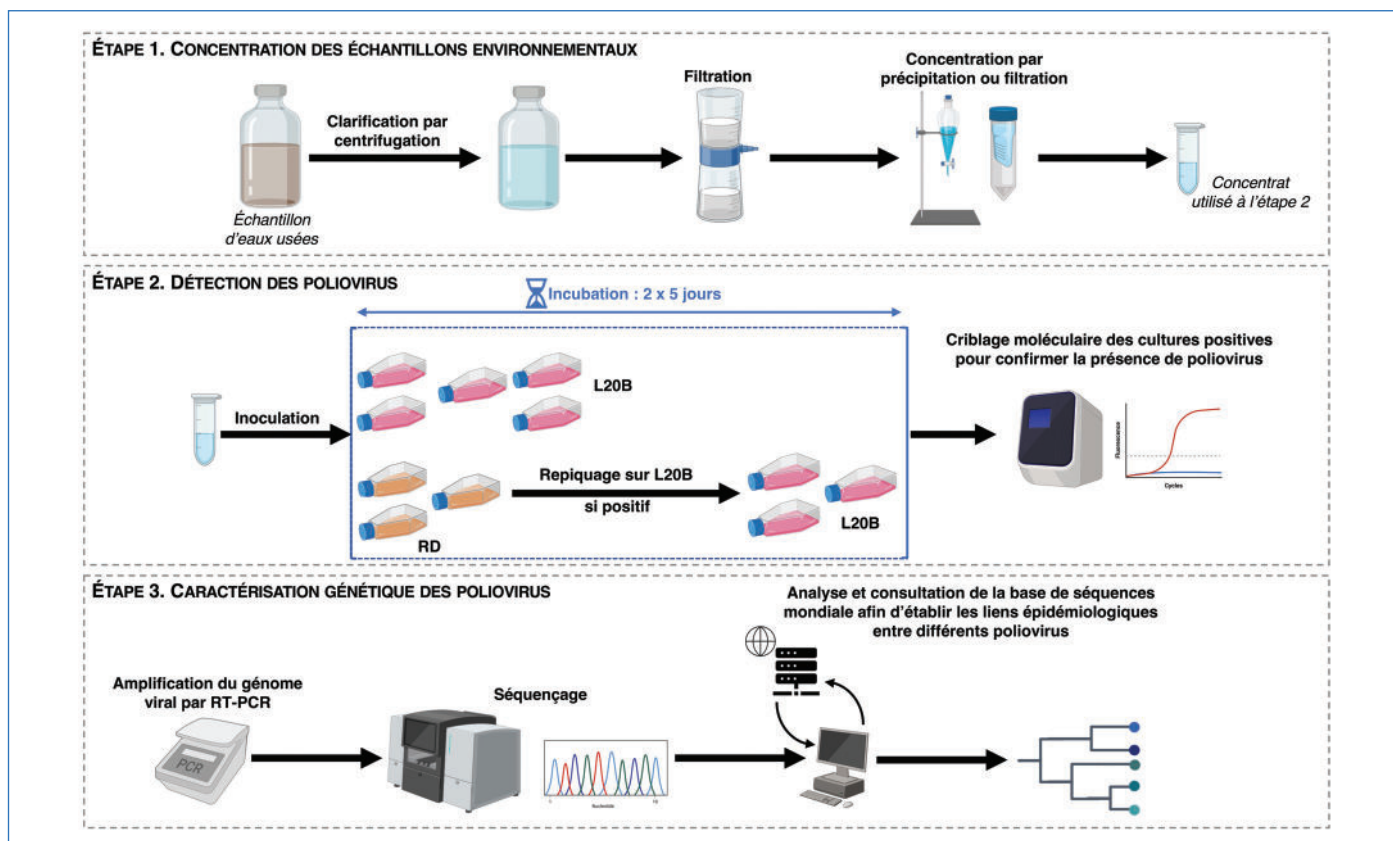 ÉTAPE 1. CONCENTRATION DES ÉCHANTILLONS ENVIRONNEMENTAUX
Clarification par
centrifugation
Filtration
Concentration par
précipitation ou filtration
Échantillon
d'eaux usées
Concentrat
utilisé à l'étape 2
ÉTAPE 2. DÉTECTION DES POLIOVIRUS
Incubation : 2 x 5 jours
Inoculation
L20B
RD
Repiquage sur L20B
si positif
L20B
Criblage moléculaire des cultures positives
pour confirmer la présence de poliovirus
Fluorescence
Cycles
ÉTAPE 3. CARACTÉRISATION GÉNÉTIQUE DES POLIOVIRUS
Amplification du génome
viral par RT-PCR
PCR
Séquençage
Nucleotide
Analyse et consultation de la base de séquences
mondiale afin d'établir les liens épidémiologiques
entre différents poliovirus